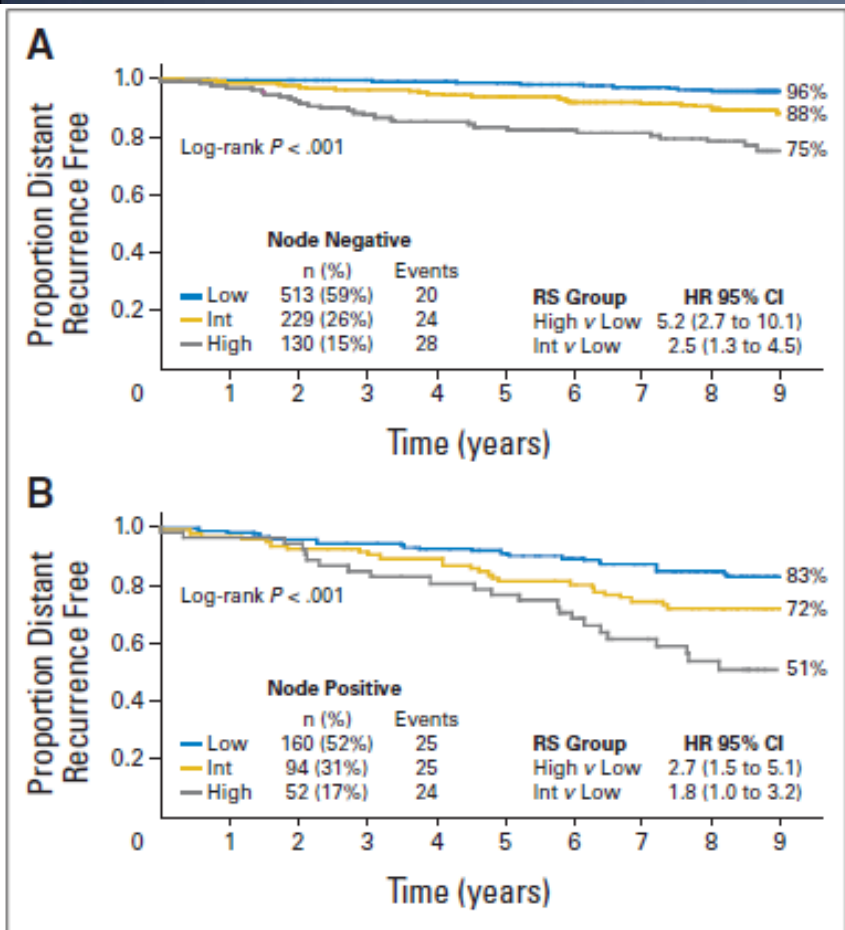 A
Proportion Distant
Recurrence Free
1.0
0.8
0.6
0.4
0.2
0
96%
88%
75%
Log-rank P < .001
Node Negative
n (%) Events
Low 513 (59%) 20
Int 229 (26%) 24
High 130 (15%) 28
RS Group HR 95% CI
High v Low 5.2 (2.7 to 10.1)
Int v Low 2.5 (1.3 to 4.5)
1 2 3 4 5 6 7 8 9
Time (years)
B
Proportion Distant
Recurrence Free
1.0
0.8
0.6
0.4
0.2
0
83%
72%
51%
Log-rank P < .001
Node Positive
n (%) Events
Low 160 (52%) 25
Int 94 (31%) 25
High 52 (17%) 24
RS Group HR 95% CI
High v Low 2.7 (1.5 to 5.1)
Int v Low 1.8 (1.0 to 3.2)
1 2 3 4 5 6 7 8 9
Time (years)